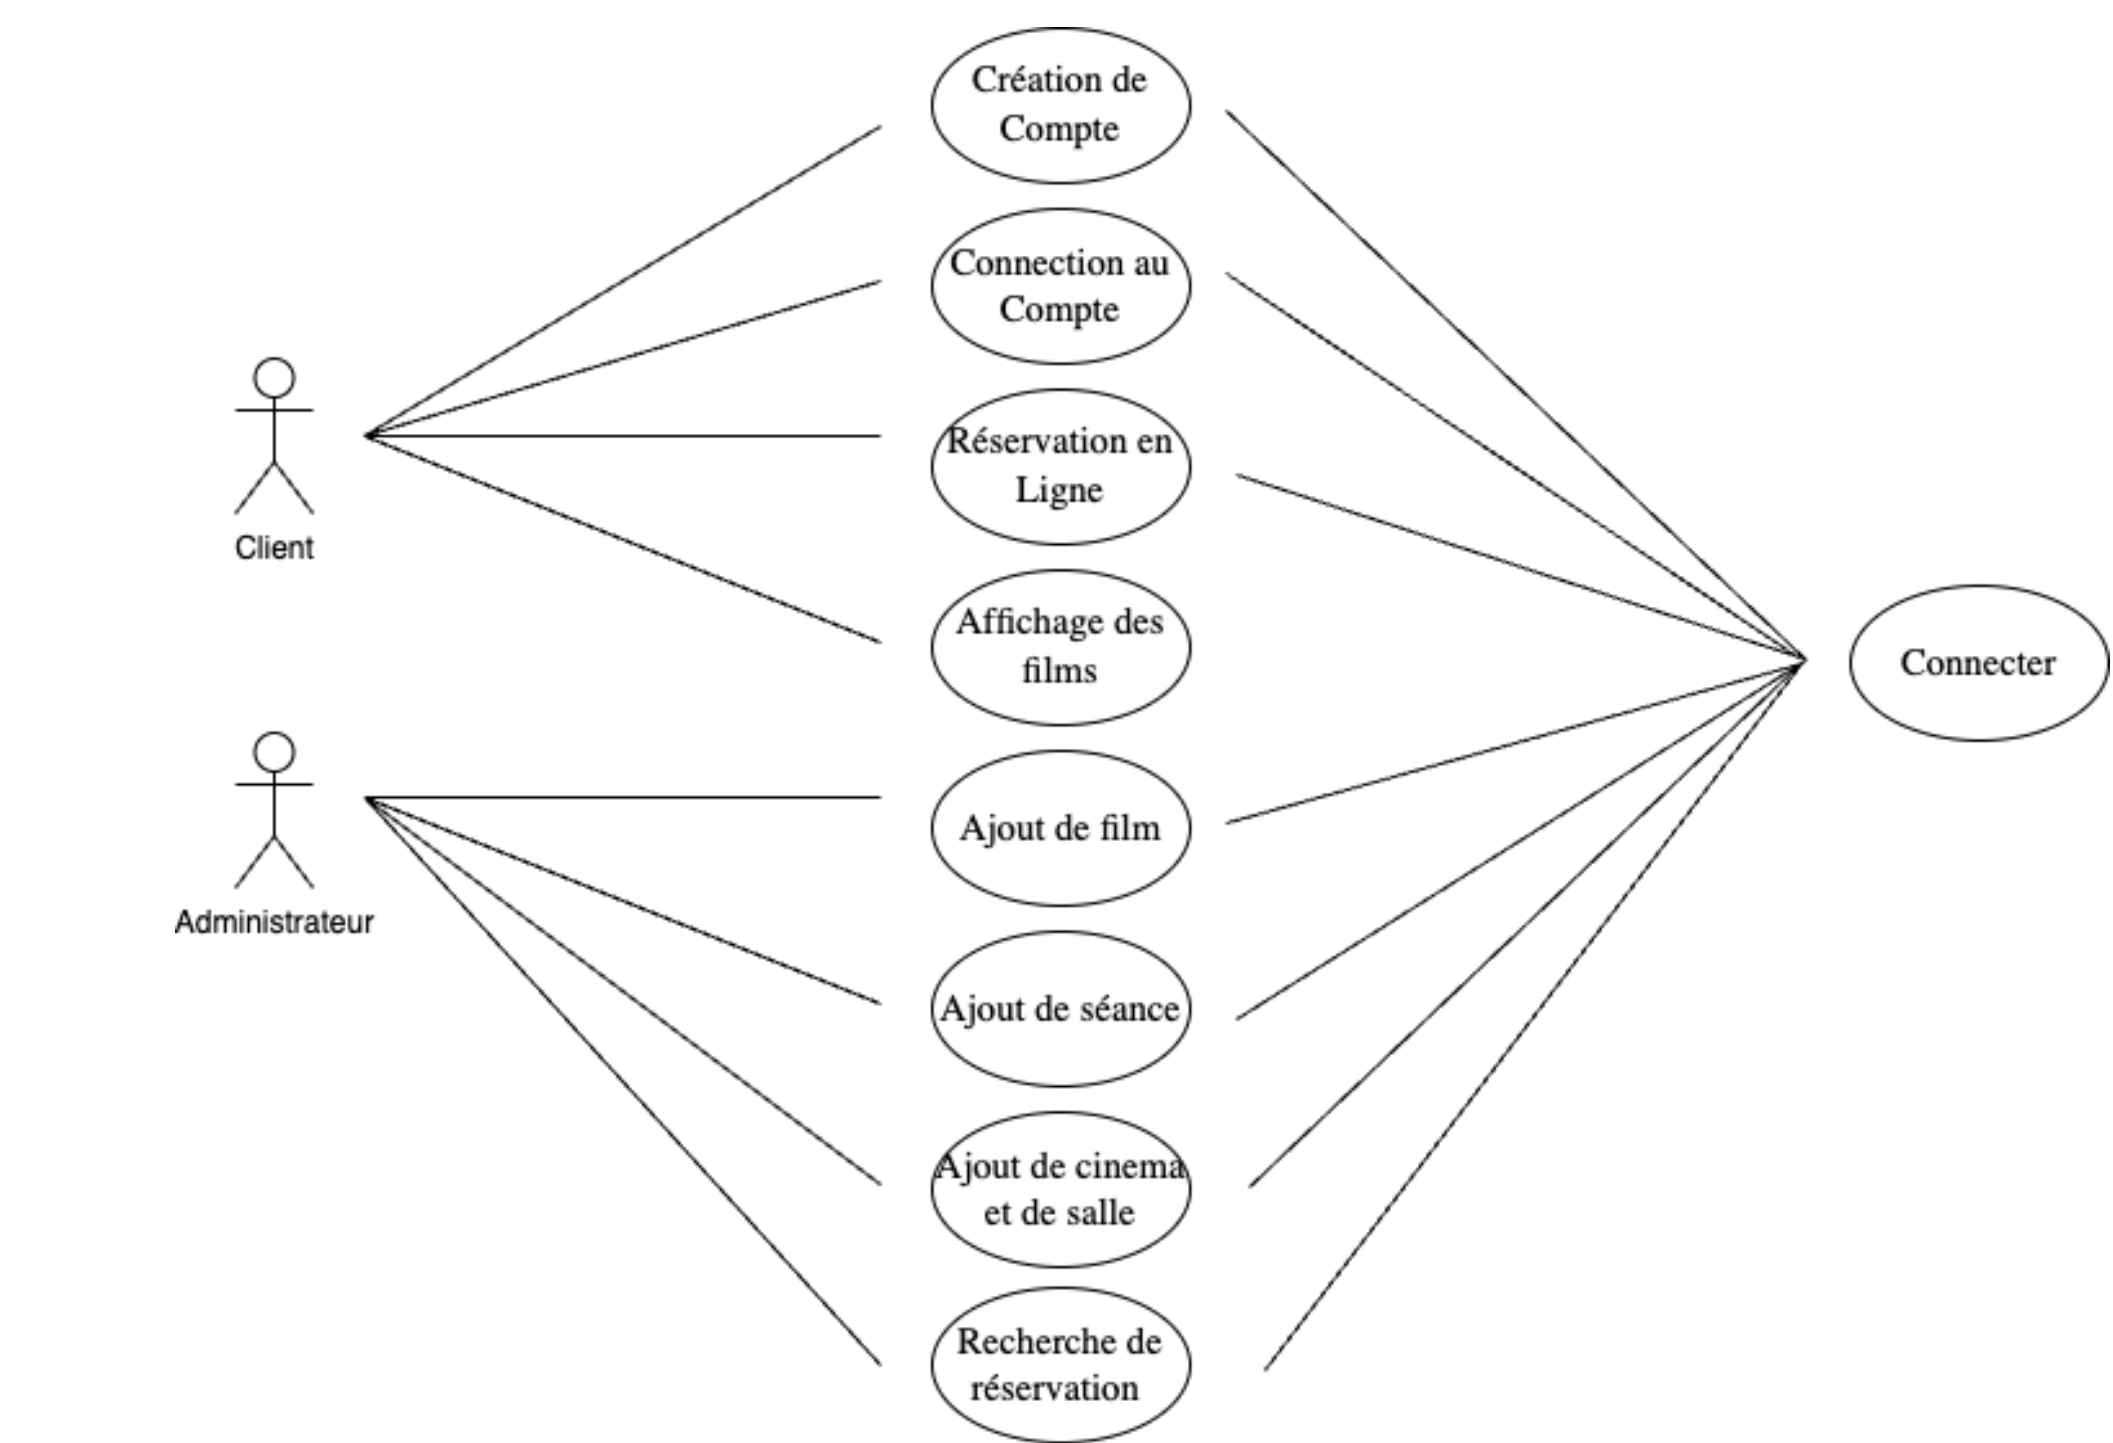 Création de
Compte
Connection au
Compte
Réservation en
Ligne
Client
Affichage des
films
Connecter
Ajout de film
Administrateur
Ajout de séance
Ajout de cinema
et de salle
Recherche de
réservation